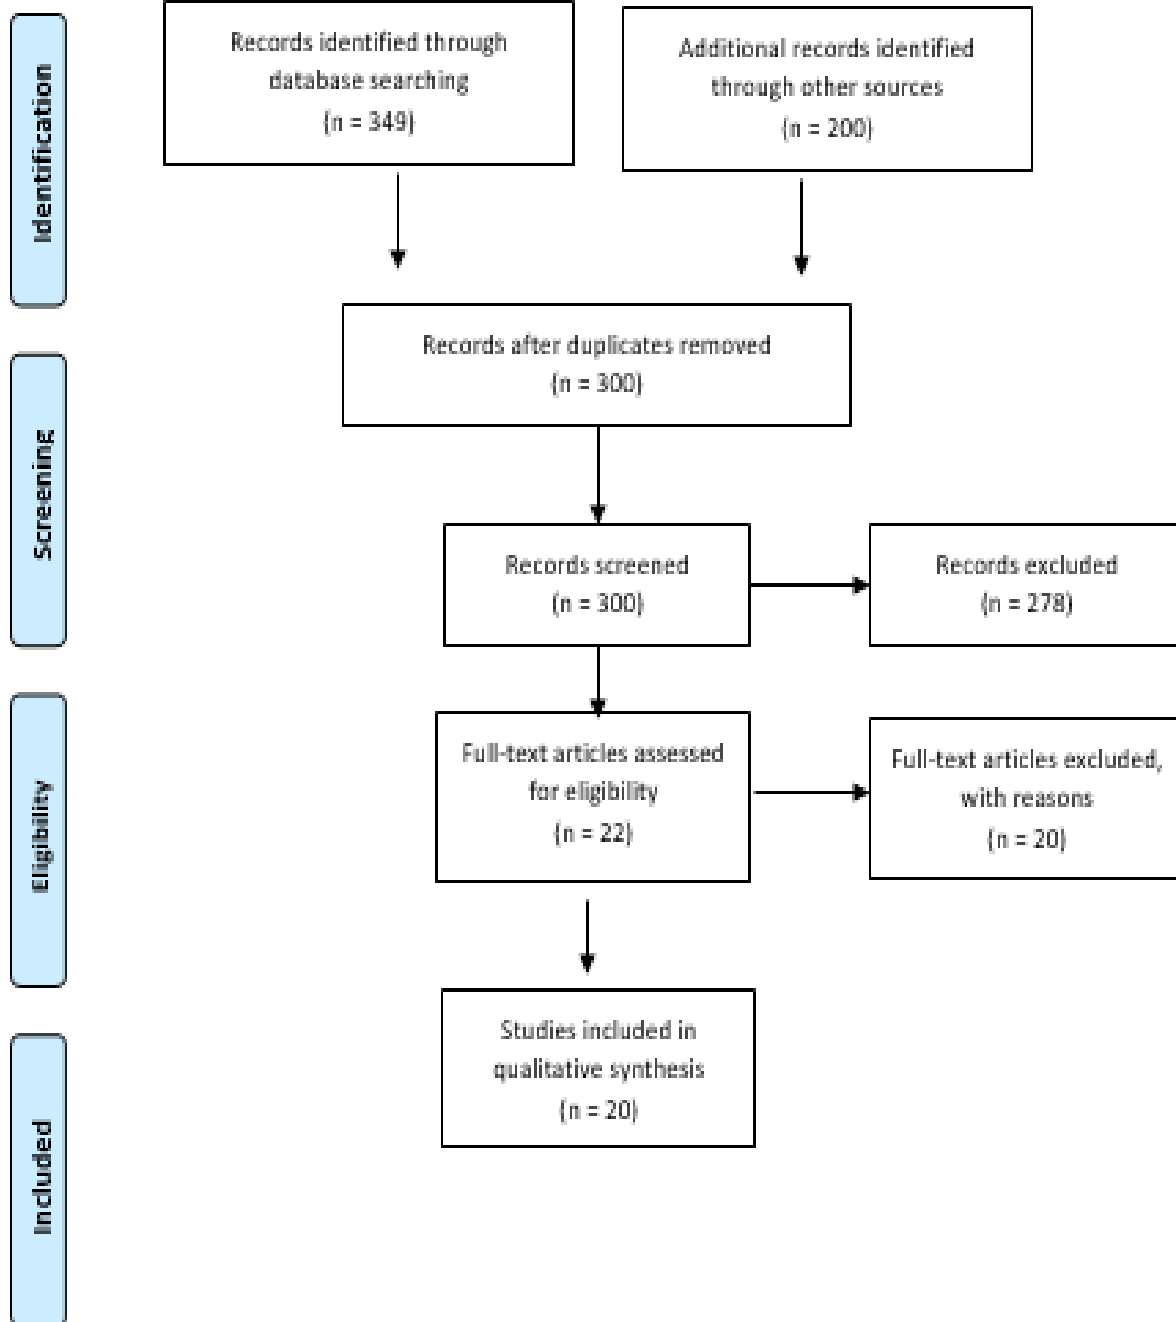 Identification
Records identified through
database searching
(n = 349)
Additional records identified
through other sources
(n = 200)
Screening
Records after duplicates removed
(n = 300)
Records screened
(n = 300)
Records excluded
(n = 278)
Eligibility
Full-text articles assessed
for eligibility
(n = 22)
Full-text articles excluded,
with reasons
(n = 20)
Included
Studies included in
qualitative synthesis
(n = 20)